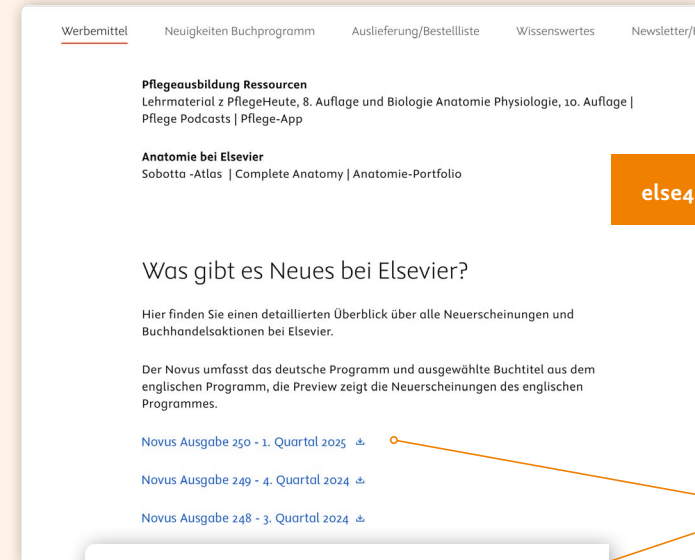 Werbemittel Neuigkeiten Buchprogramm Auslieferung/Bestellliste Wissenswertes Newsletter/
Pflegeausbildung Ressourcen
Lehrmaterial z PflegeHeute, 8. Auflage und Biologie Anatomie Physiologie, 10. Auflage |
Pflege Podcasts | Pflege-App
Anatomie bei Elsevier
Sobotta -Atlas | Complete Anatomy | Anatomie-Portfolio
else4
Was gibt es Neues bei Elsevier?
Hier finden Sie einen detaillierten Überblick über alle Neuerscheinungen und
Buchhandelsaktionen bei Elsevier.
Der Novus umfasst das deutsche Programm und ausgewählte Buchtitel aus dem
englischen Programm, die Preview zeigt die Neuerscheinungen des englischen
Programmes.
Novus Ausgabe 250 - 1. Quartal 2025
Novus Ausgabe 249 - 4. Quartal 2024
Novus Ausgabe 248 - 3. Quartal 2024